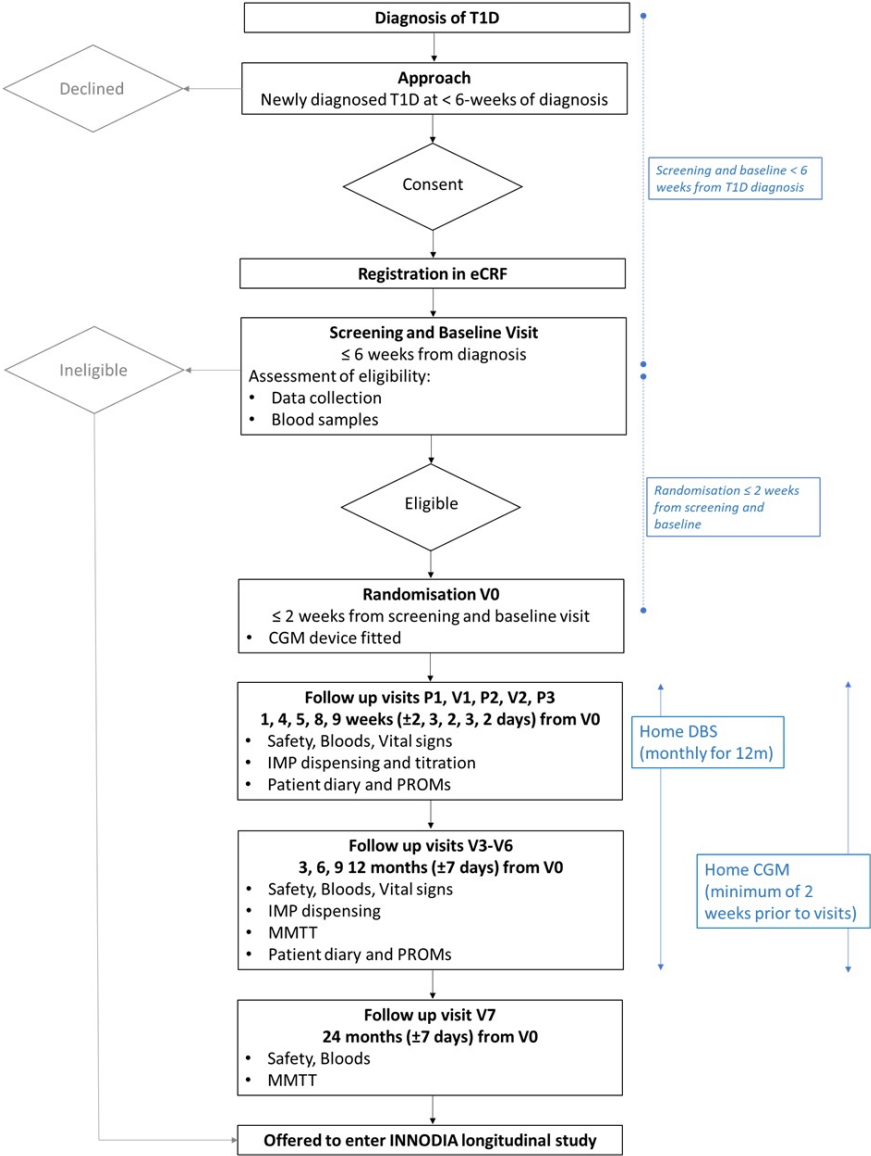 Diagnosis of T1D
Approach
Newly diagnosed T1D at < 6-weeks of diagnosis
Declined
Consent
Screening and baseline < 6
weeks from T1D diagnosis
Registration in eCRF
Screening and Baseline Visit
≤ 6 weeks from diagnosis
Assessment of eligibility:
• Data collection
• Blood samples
Ineligible
Eligible
Randomisation ≤ 2 weeks
from screening and
baseline
Randomisation V0
≤ 2 weeks from screening and baseline visit
• CGM device fitted
Follow up visits P1, V1, P2, V2, P3
1, 4, 5, 8, 9 weeks (±2, 3, 2, 3, 2 days) from V0
• Safety, Bloods, Vital signs
• IMP dispensing and titration
• Patient diary and PROMs
Home DBS
(monthly for 12m)
Follow up visits V3-V6
3, 6, 9 12 months (±7 days) from V0
• Safety, Bloods, Vital signs
• IMP dispensing
• MMTT
• Patient diary and PROMs
Home CGM
(minimum of 2
weeks prior to visits)
Follow up visit V7
24 months (±7 days) from V0
• Safety, Bloods
• MMTT
Offered to enter INNODIA longitudinal study